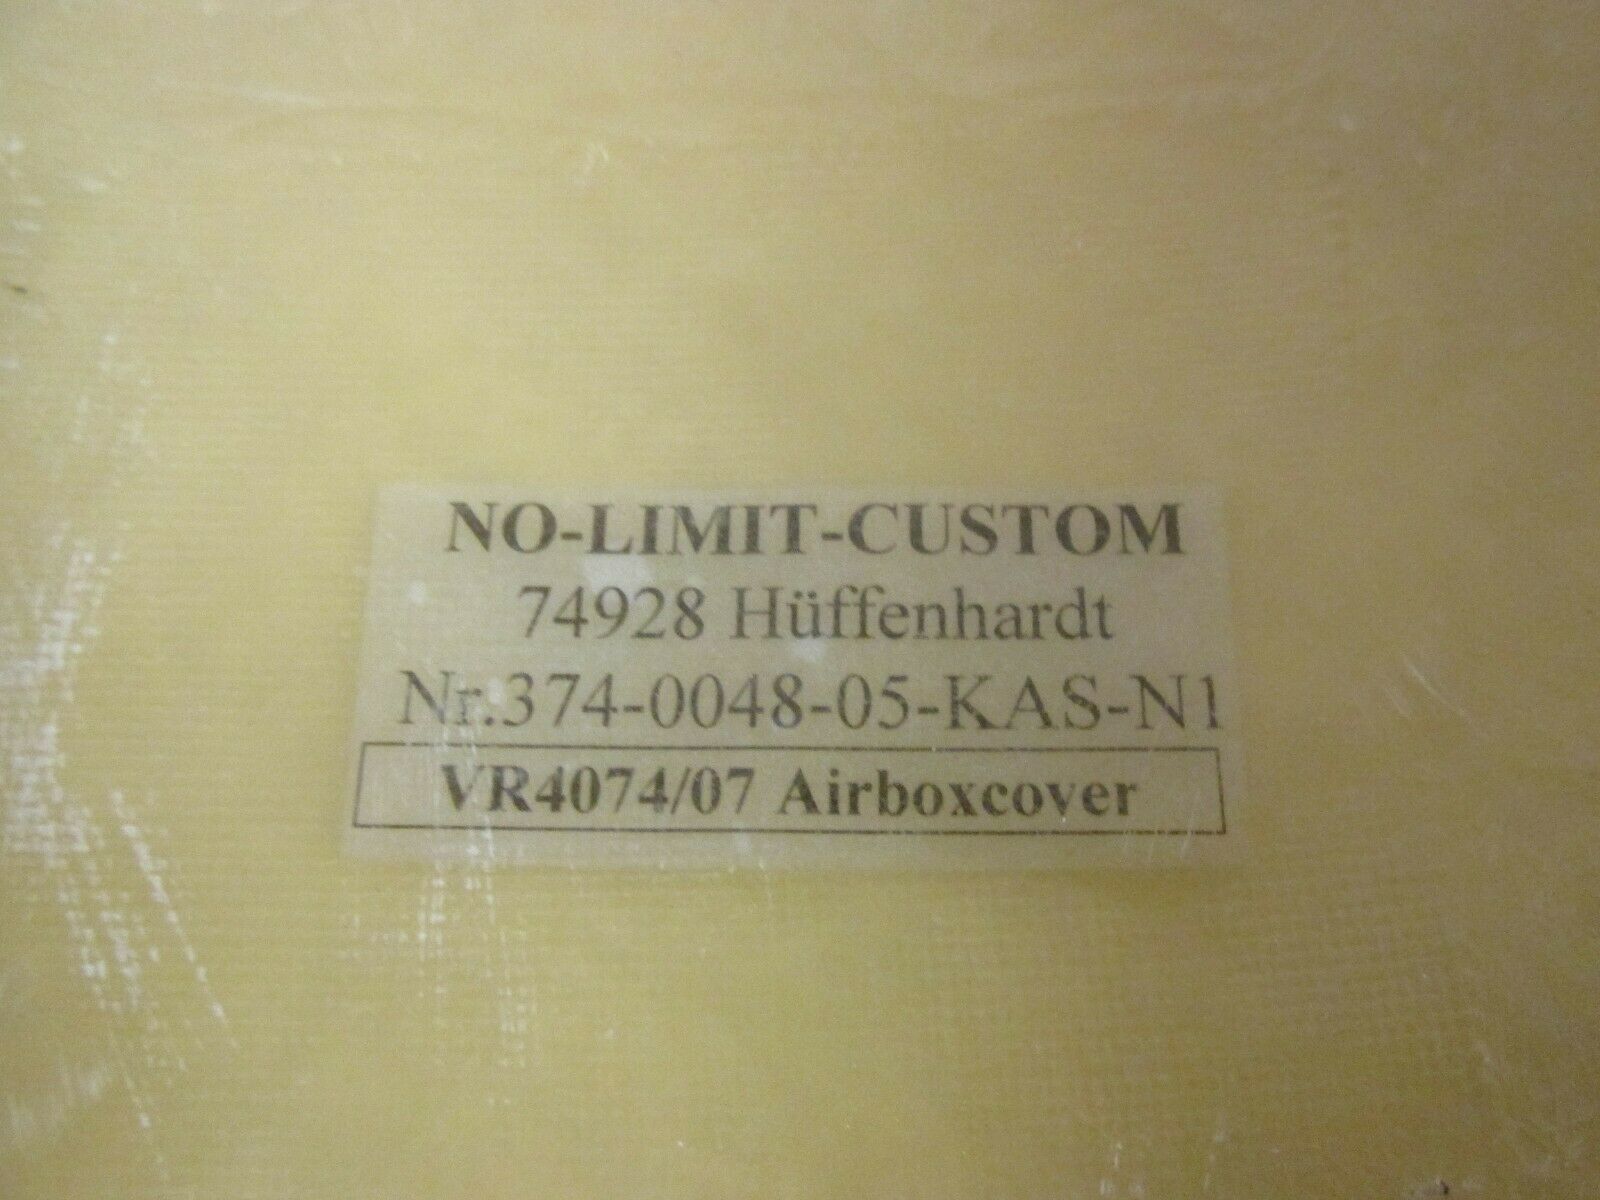 NO-LIMIT-CUSTOM
74928 Hüffenhardt
Nr.374-0048-05-KAS-N1
VR4074/07 Airboxcover